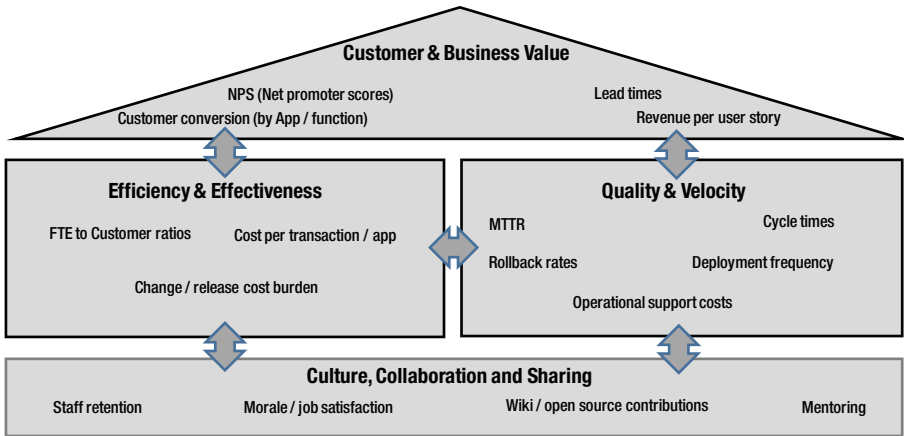 Customer & Business Value
NPS (Net promoter scores)
Lead times
Customer conversion (by App / function)
Revenue per user story
Efficiency & Effectiveness
FTE to Customer ratios
Cost per transaction / app
Change / release cost burden
Quality & Velocity
MTTR
Cycle times
Rollback rates
Deployment frequency
Operational support costs
Culture, Collaboration and Sharing
Staff retention
Morale / job satisfaction
Wiki / open source contributions
Mentoring